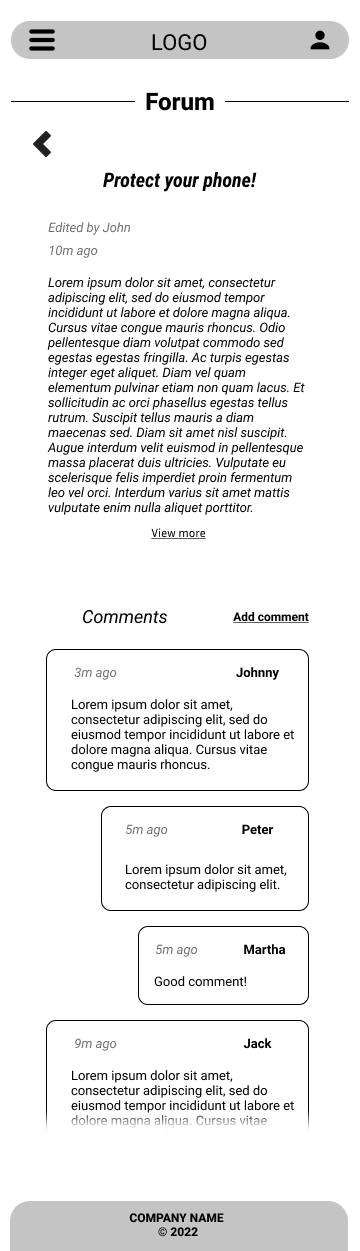 LOGO
Forum
Protect your phone!
Edited by John
10m ago
Lorem ipsum dolor sit amet, consectetur
adipiscing elit, sed do eiusmod tempor
incididunt ut labore et dolore magna aliqua.
Cursus vitae congue mauris rhoncus. Odio
pellentesque diam volutpat commodo sed
egestas egestas fringilla. Ac turpis egestas
integer eget aliquet. Diam vel quam
elementum pulvinar etiam non quam lacus. Et
sollicitudin ac orci phasellus egestas tellus
rutrum. Suscipit tellus mauris a diam
maecenas sed. Diam sit amet nisl suscipit.
Augue interdum velit euismod in pellentesque
massa placerat duis ultricies. Vulputate eu
scelerisque felis imperdiet proin fermentum
leo vel orci. Interdum varius sit amet mattis
vulputate enim nulla aliquet porttitor.
View more
Comments Add comment
3m ago Johnny
Lorem ipsum dolor sit amet,
consectetur adipiscing elit, sed do
eiusmod tempor incididunt ut labore et
dolore magna aliqua. Cursus vitae
congue mauris rhoncus.
5m ago Peter
Lorem ipsum dolor sit amet,
consectetur adipiscing elit.
5m ago Martha
Good comment!
9m ago Jack
Lorem ipsum dolor sit amet,
consectetur adipiscing elit, sed do
eiusmod tempor incididunt ut labore et
dolore magna aliqua. Cursus vitae
COMPANY NAME
© 2022